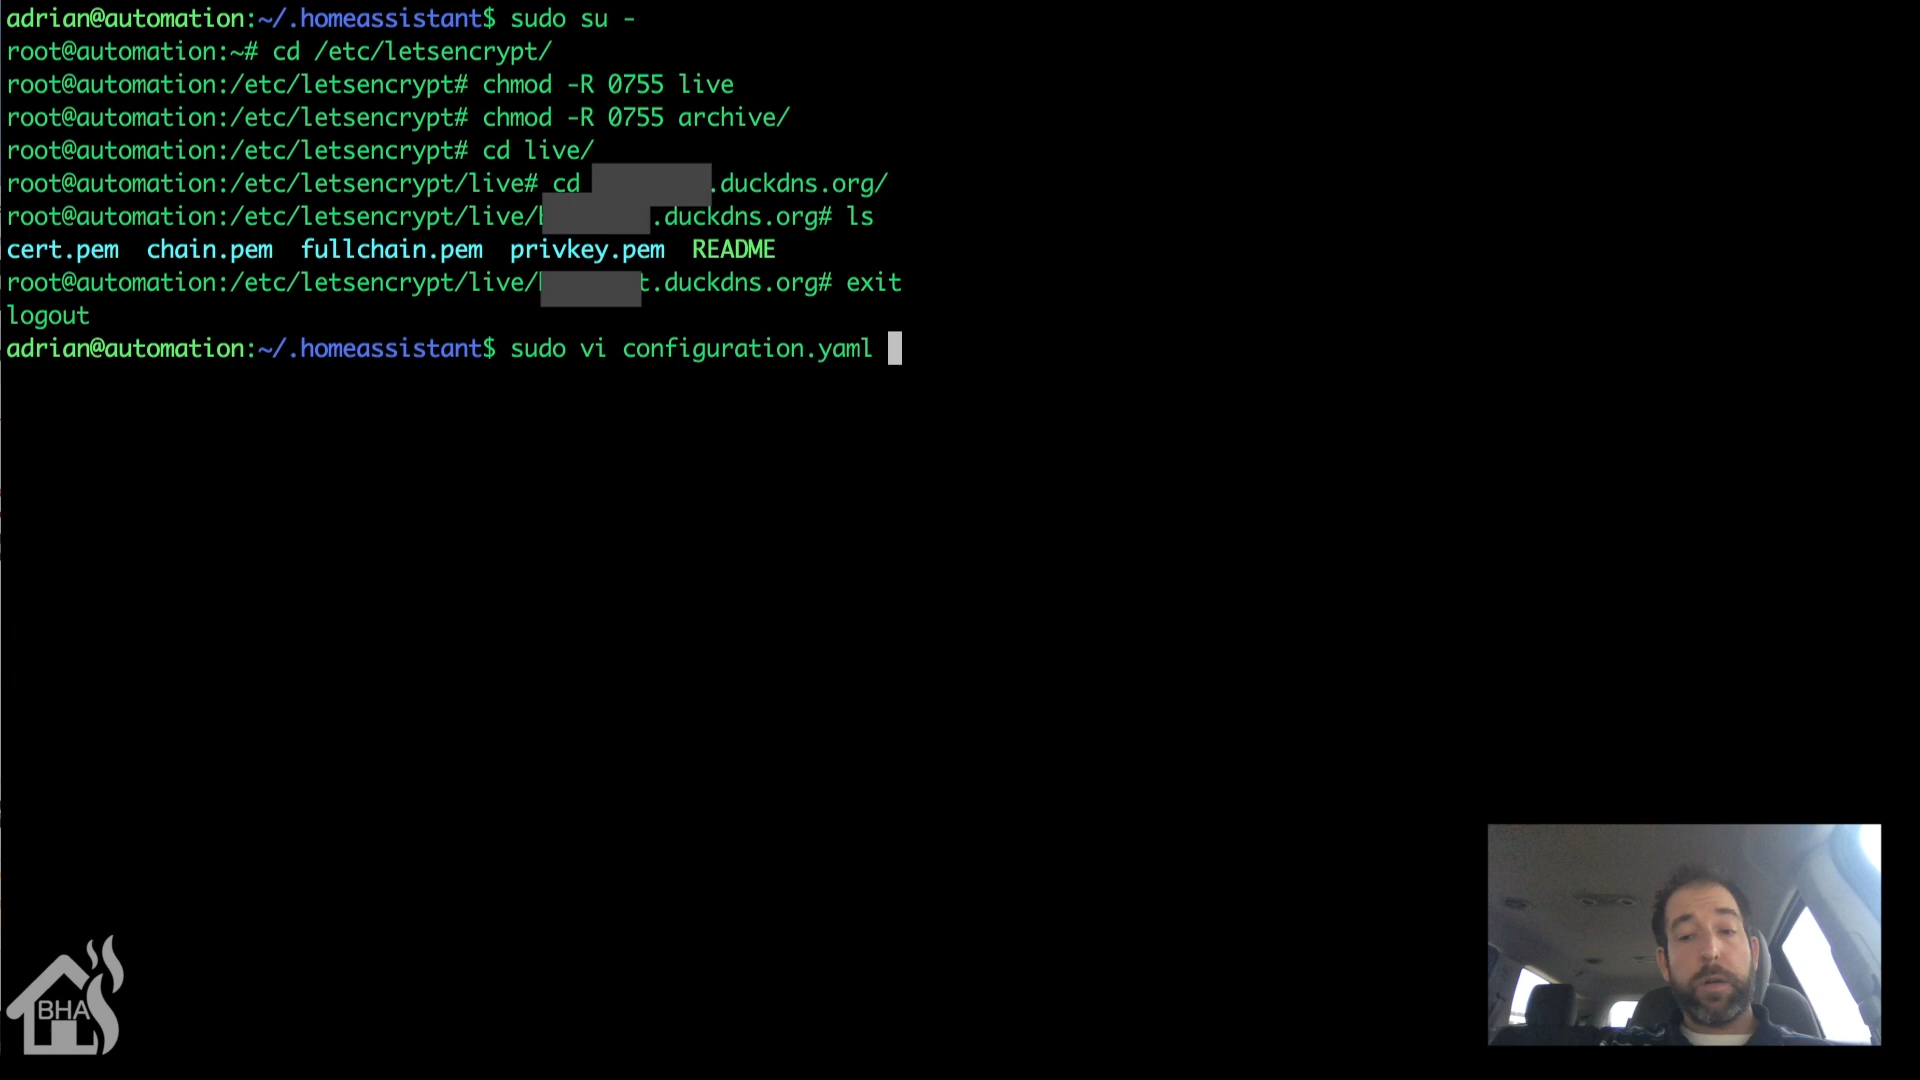 adrian@automation:~/.homeassistant$ sudo su -
root@automation:~# cd /etc/letsencrypt/
root@automation:/etc/letsencrypt# chmod -R 0755 live
root@automation:/etc/letsencrypt# chmod -R 0755 archive/
root@automation:/etc/letsencrypt# cd live/
root@automation:/etc/letsencrypt/live# cd .duckdns.org/
root@automation:/etc/letsencrypt/live/ .duckdns.org# ls
cert.pem chain.pem fullchain.pem privkey.pem README
root@automation:/etc/letsencrypt/live/ t.duckdns.org# exit
logout
adrian@automation:~/.homeassistant$ sudo vi configuration.yaml
BHA